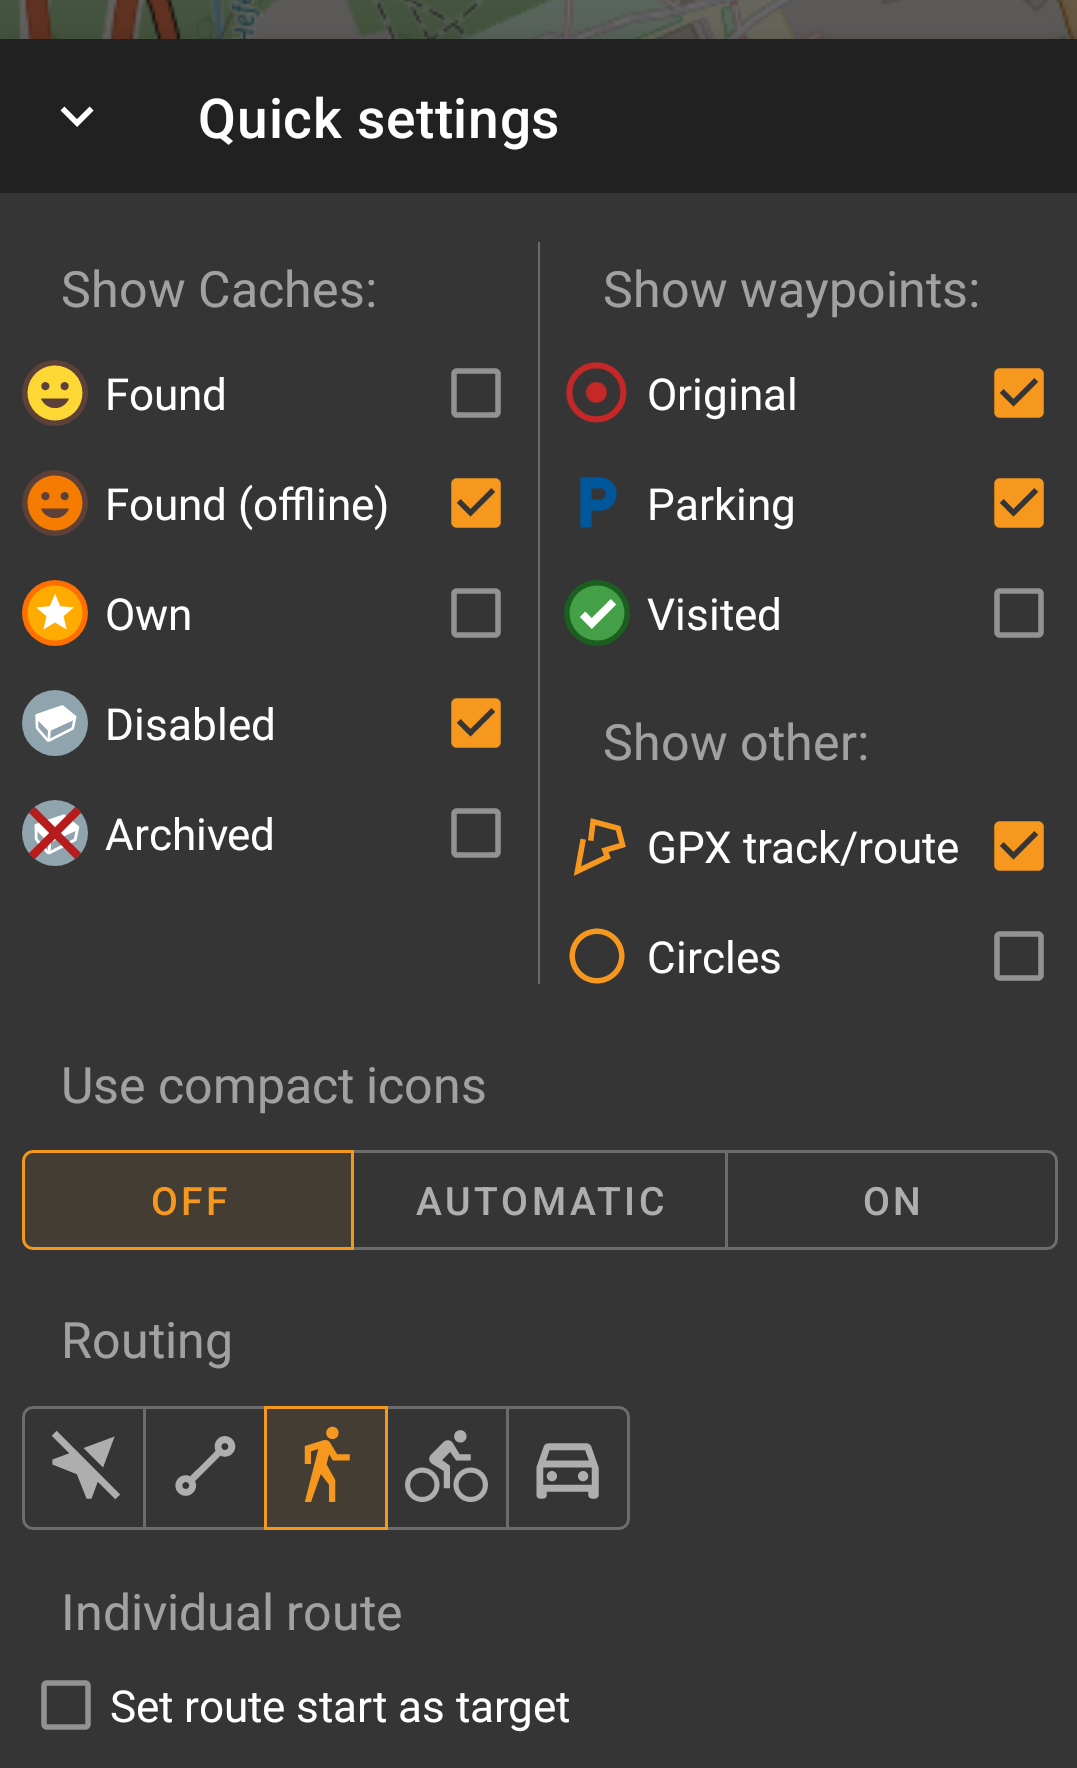 Quick settings
Show Caches:
Found
Found (offline)
Own
Disabled
Archived
Show waypoints:
Original
Parking
Visited
Show other:
GPX track/route
Circles
Use compact icons
OFF
AUTOMATIC
ON
Routing
Individual route
Set route start as target